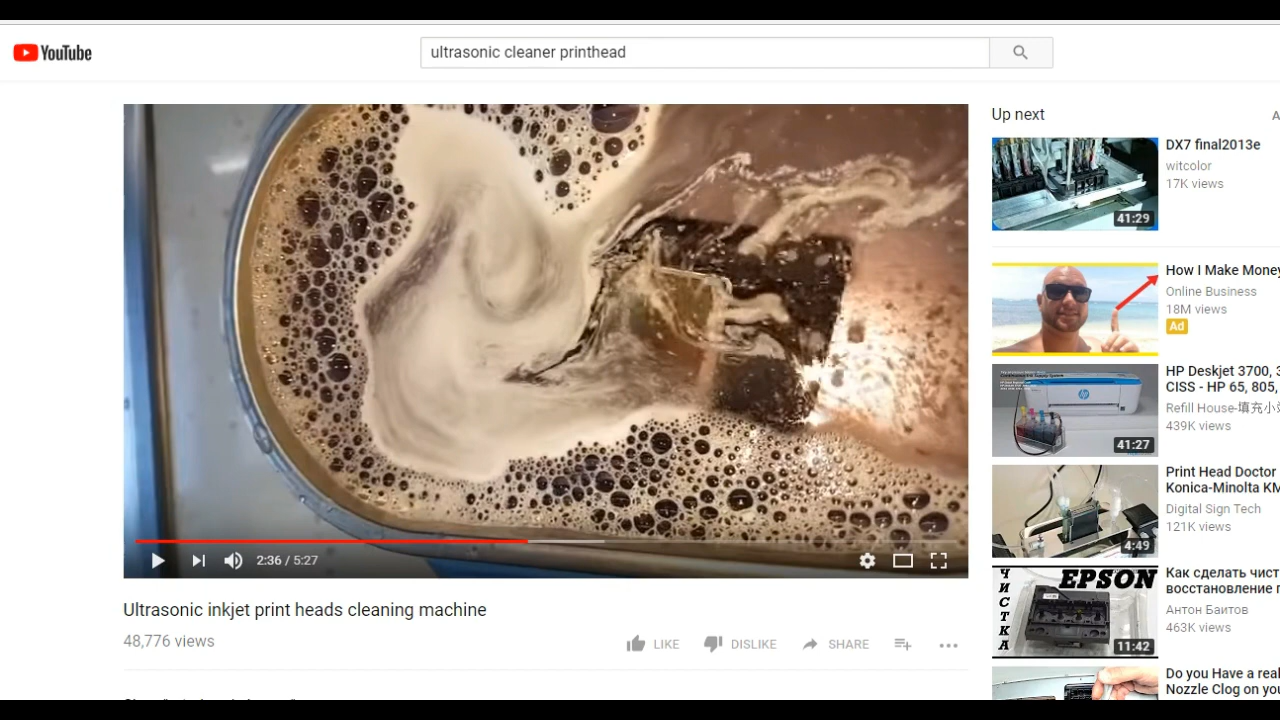 YouTube
ultrasonic cleaner printhead
2:36 / 5:27
Ultrasonic inkjet print heads cleaning machine
48,776 views
LIKE
DISLIKE
SHARE
Up next
A
DX7 final2013e
witcolor
17K views
41:29
How I Make Money
Online Business
18M views
Ad
HP Deskjet 3700, 3
CISS - HP 65, 805,
Refill House-填充小
439K views
41:27
Print Head Doctor
Konica-Minolta KM
Digital Sign Tech
121K views
4:49
ЧИСТКА
EPSON
11:42
Как сделать чист
восстановление
Антон Баитов
463K views
Do you Have a real
Nozzle Clog on you